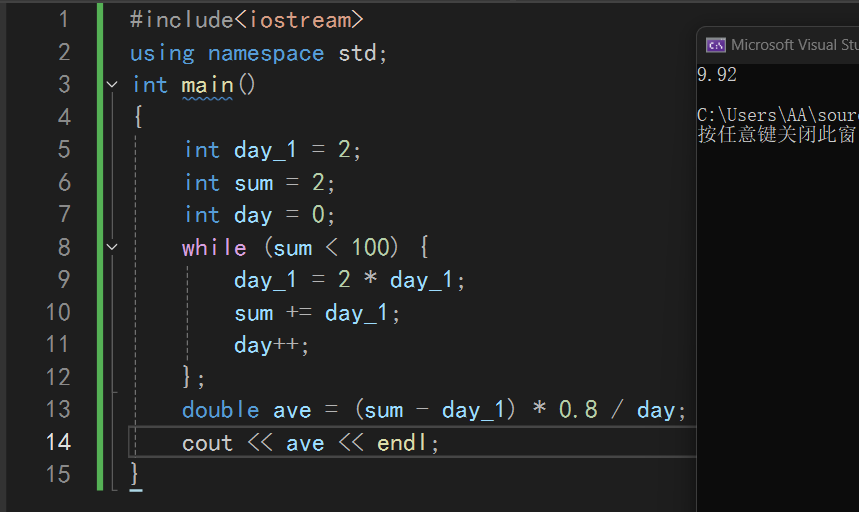 1 #include<iostream>
2 using namespace std;
3 int main()
4 {
5 int day_1 = 2;
6 int sum = 2;
7 int day = 0;
8 while (sum < 100) {
9 day_1 = 2 * day_1;
10 sum += day_1;
11 day++;
12 };
13 double ave = (sum - day_1) * 0.8 / day;
14 cout << ave << endl;
15 }
Microsoft Visual Stu
9.92
C:\Users\AA\sour
按任意键关闭此窗